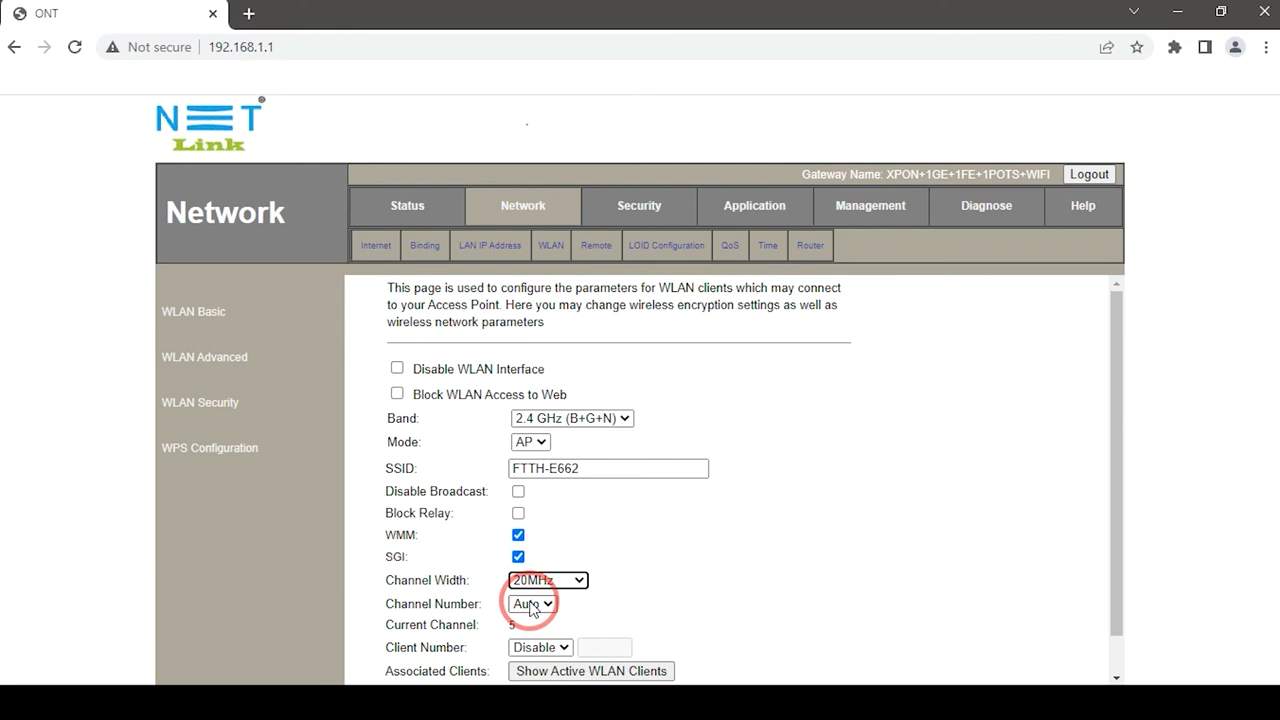 ONT
Not secure 192.168.1.1
NET
Link
Gateway Name: XPON+1GE+1FE+1POTS+WIFI Logout
Network
Status Network Security Application Management Diagnose Help
Internet Binding LAN IP Address WLAN Remote LOID Configuration QoS Time Router
WLAN Basic
WLAN Advanced
WLAN Security
WPS Configuration
This page is used to configure the parameters for WLAN clients which may connect
to your Access Point. Here you may change wireless encryption settings as well as
wireless network parameters
Disable WLAN Interface
Block WLAN Access to Web
Band: 2.4 GHz (B+G+N)
Mode: AP
SSID: FTTH-E662
Disable Broadcast:
Block Relay:
WMM:
SGI:
Channel Width: 20MHz
Channel Number: Auto
Current Channel: 5
Client Number: Disable
Associated Clients: Show Active WLAN Clients